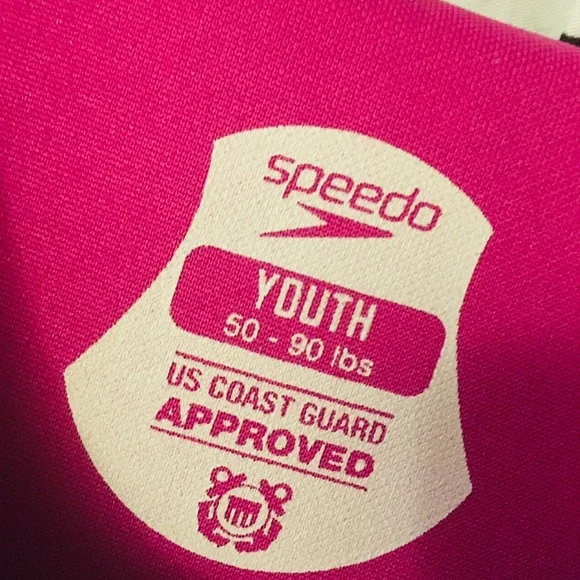 speedo
YOUTH
50 - 90 lbs
US COAST GUARD
APPROVED